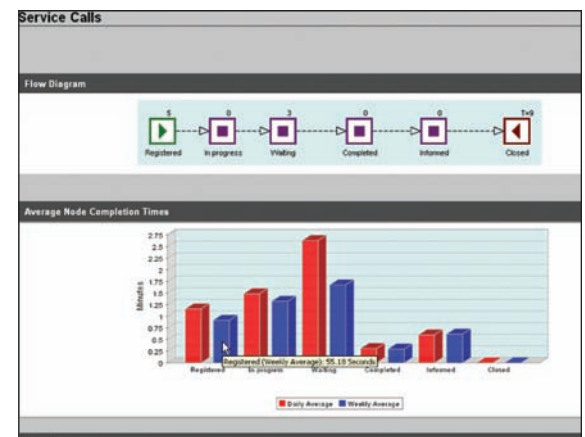 Service Calls
Flow Diagram
5 0 3 0 0 T=9
Registered In progress Waiting Completed Informed Closed
Average Node Completion Times
2.75
2.5
2.25
2
1.75
1.5
1.25
1
0.75
0.5
0.25
0
Minutes
Registered (Weekly Average): 55.18 Seconds
Registered In progress Waiting Completed Informed Closed
Daily Average Weekly Average